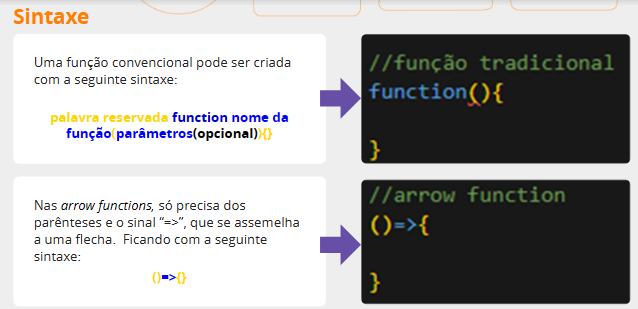 Sintaxe
Uma função convencional pode ser criada
com a seguinte sintaxe:
palavra reservada function nome da
função(parâmetros(opcional)){}
//função tradicional
function(){
}
Nas arrow functions, só precisa dos
parênteses e o sinal “=>”, que se assemelha
a uma flecha. Ficando com a seguinte
sintaxe:
()=>{}
//arrow function
()=>{
}